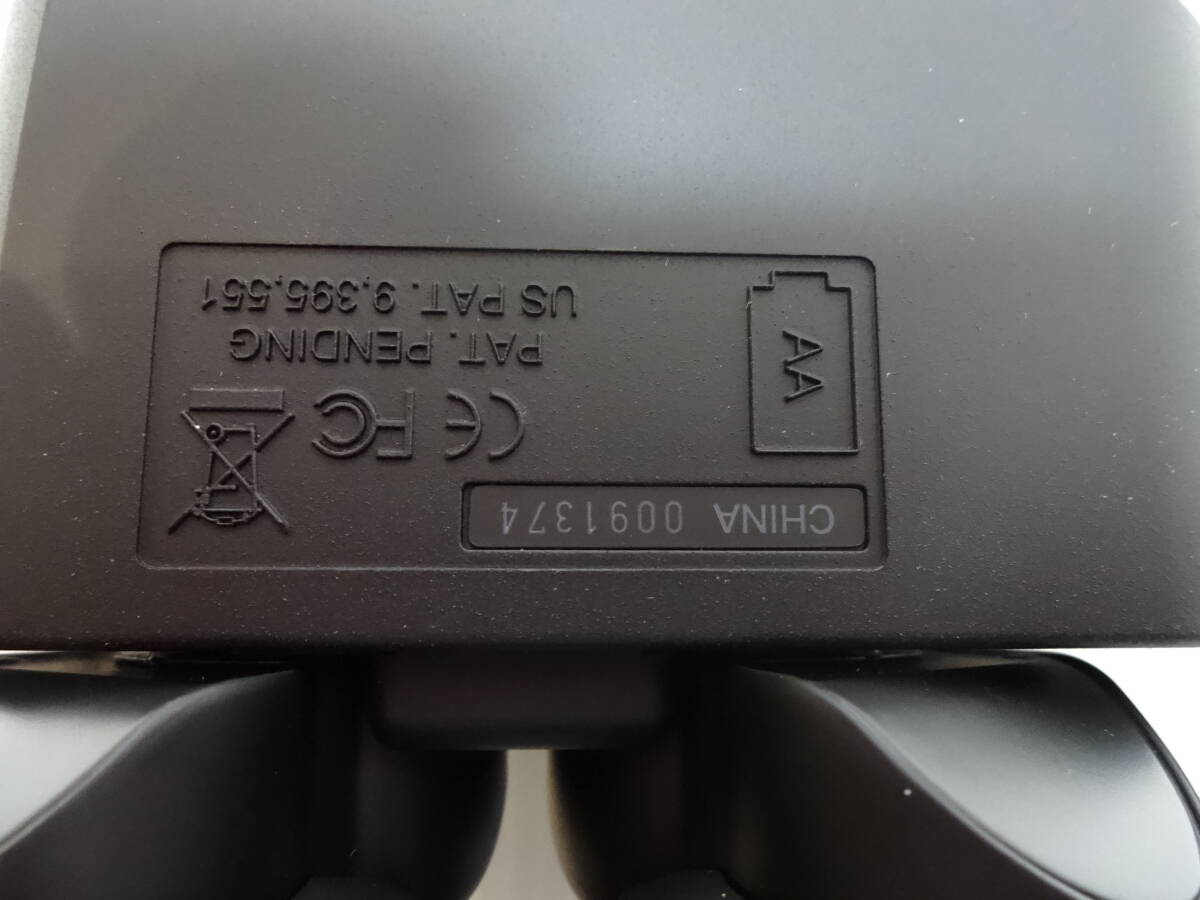 CHINA 0091374
AA
CE FC
PAT. PENDING
US PAT. 9,395,551